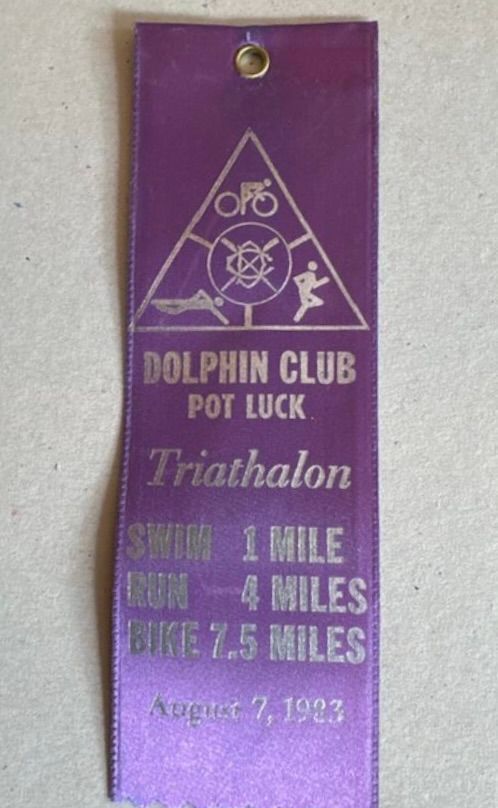 DOLPHIN CLUB
POT LUCK
Triathalon
SWIM 1 MILE
RUN 4 MILES
BIKE 7.5 MILES
August 7, 1983